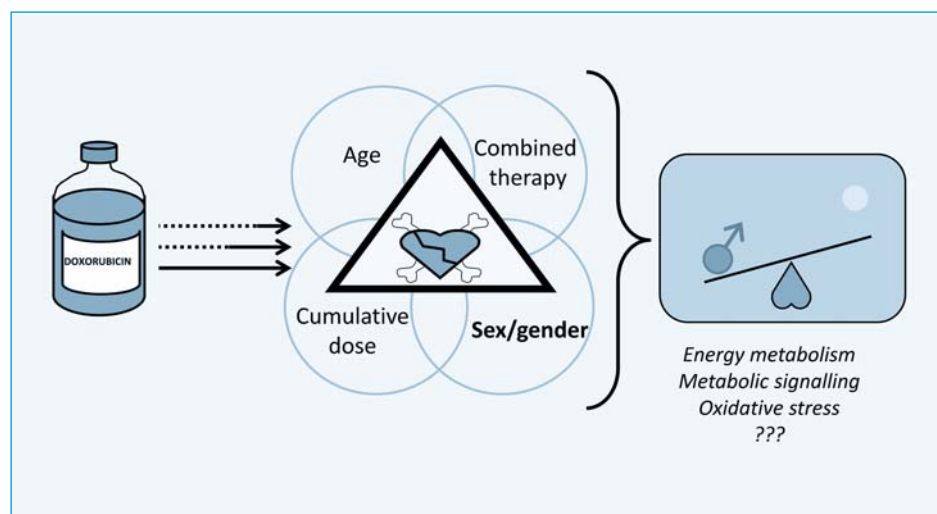 DOXORUBICIN
Age
Combined
therapy
Cumulative
dose
Sex/gender
Energy metabolism
Metabolic signalling
Oxidative stress
???